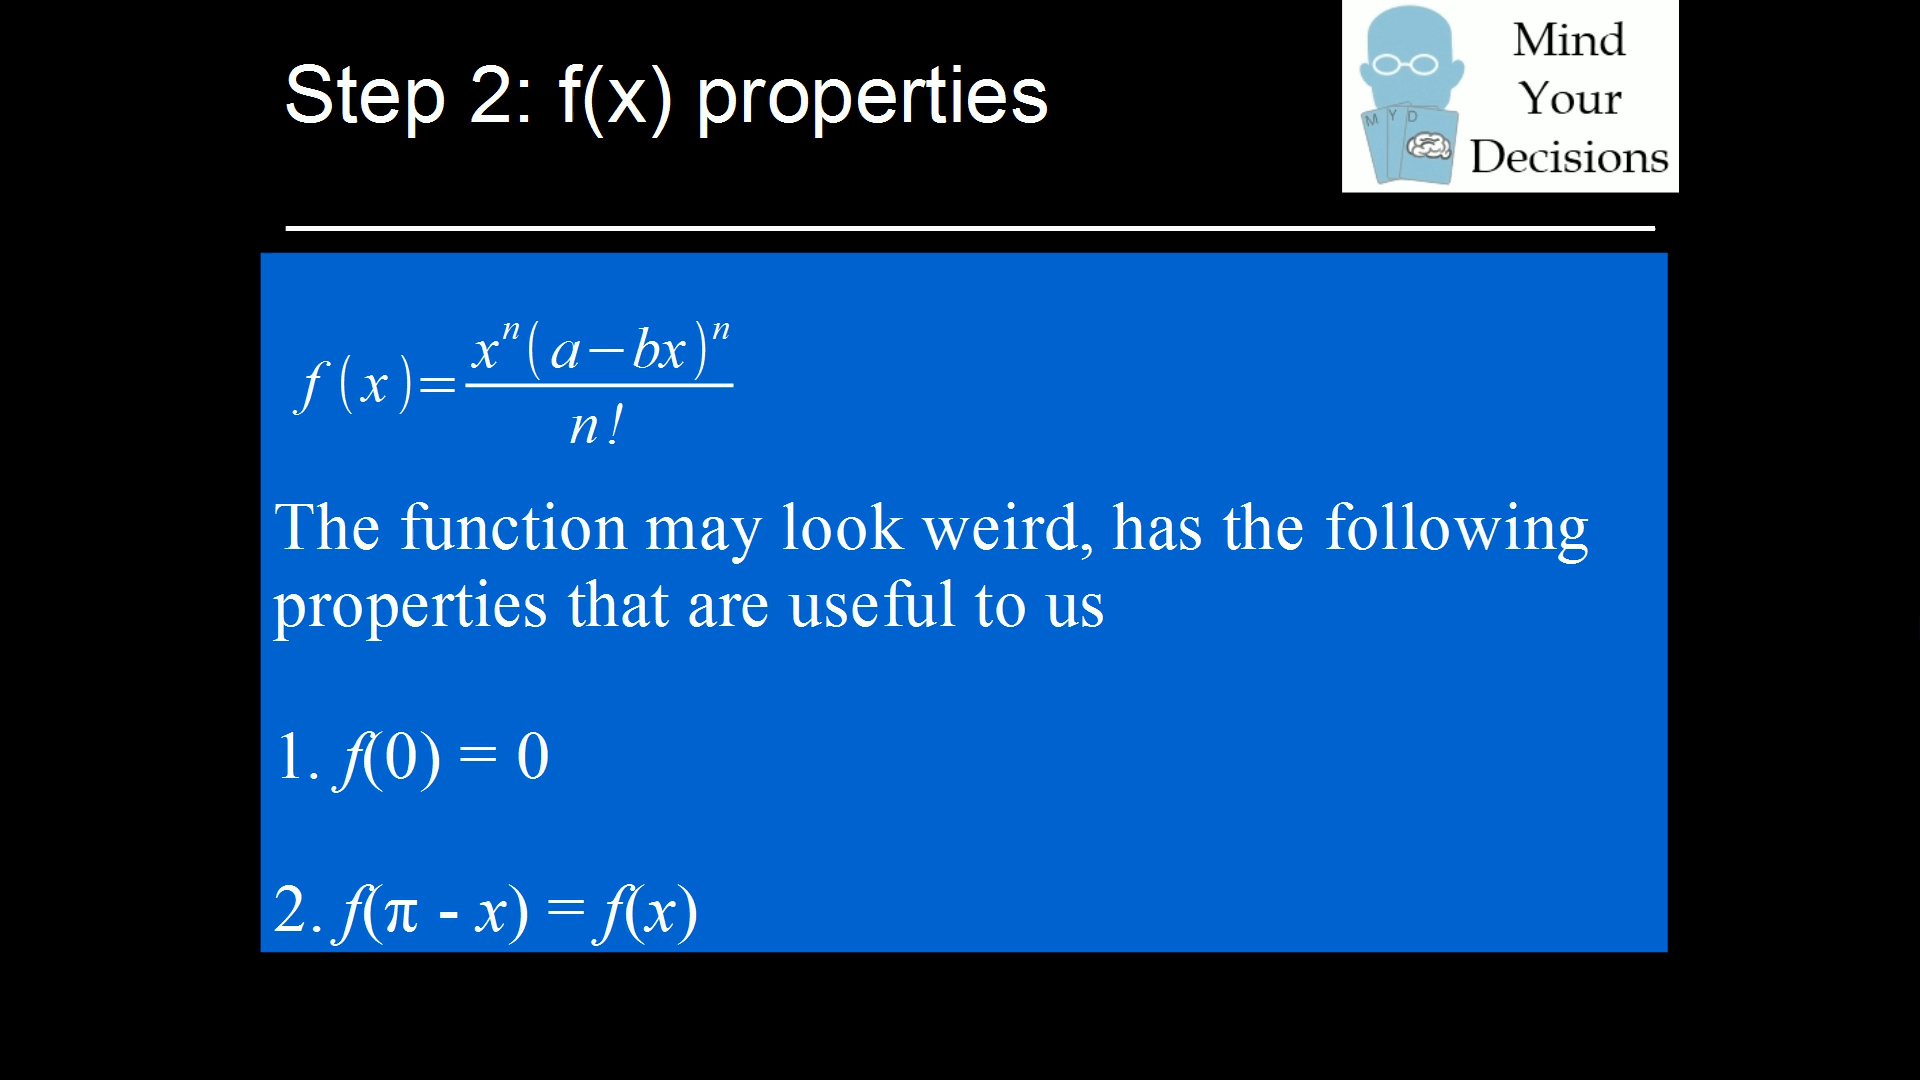 Step 2: f(x) properties
Mind
Your
Decisions
M Y D
f(x)=x^n(a−bx)^n/n!
The function may look weird, has the following
properties that are useful to us
1. f(0) = 0
2. f(π - x) = f(x)